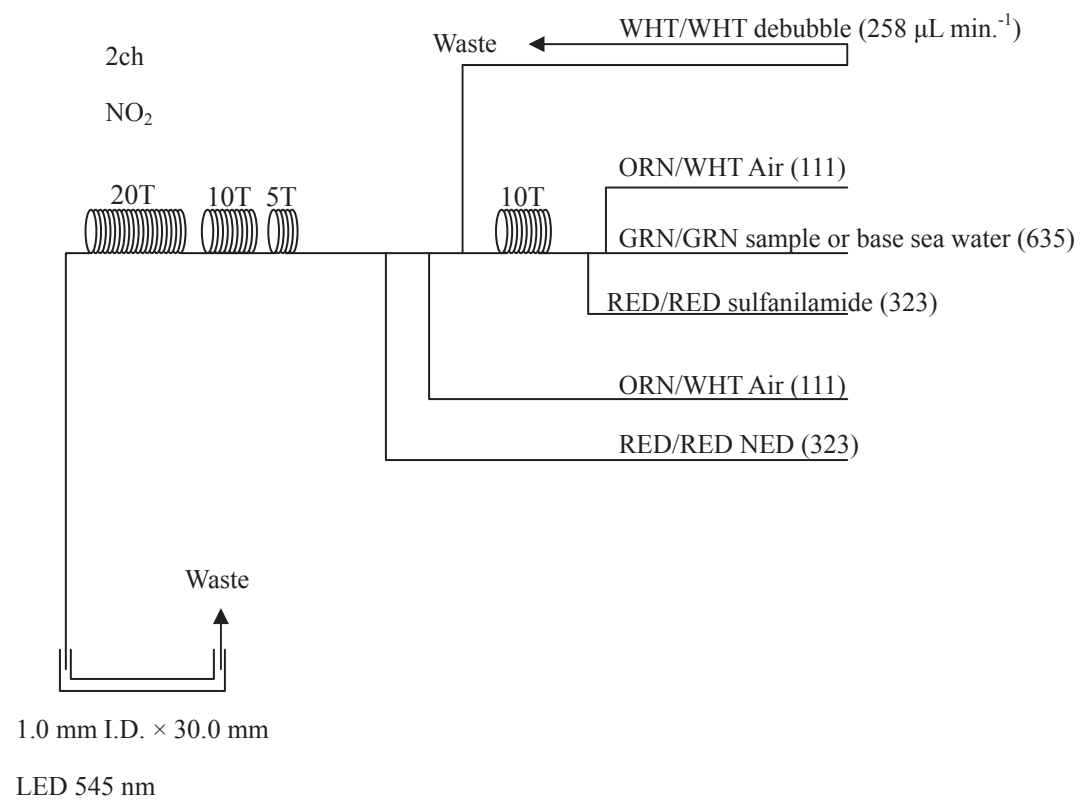 WHT/WHT debubble (258 μL min.⁻¹)
Waste
2ch
NO₂
ORN/WHT Air (111)
20T
10T
5T
10T
GRN/GRN sample or base sea water (635)
RED/RED sulfanilamide (323)
ORN/WHT Air (111)
RED/RED NED (323)
Waste
1.0 mm I.D. × 30.0 mm
LED 545 nm